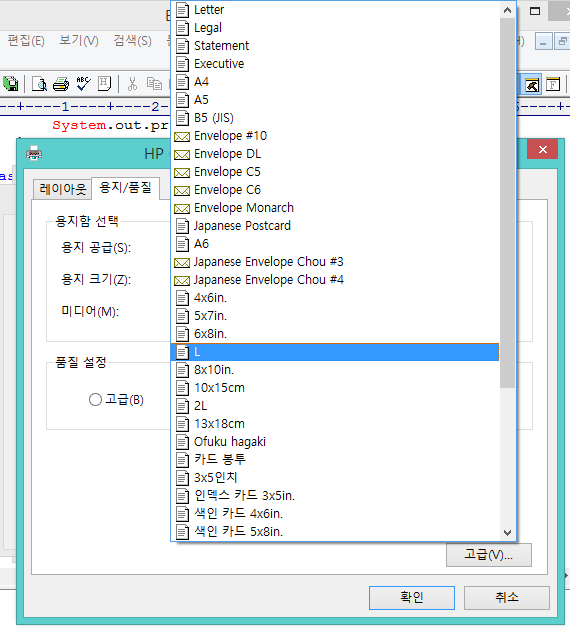 Letter
Legal
편집(E) 보기(V) 검색(S)
Statement
Executive
A4
A5
B5 (JIS)
System.out.pr
Envelope #10
HP
Envelope DL
Envelope C5
레이아웃 용지/품질
Envelope C6
Envelope Monarch
용지함 선택
Japanese Postcard
용지 공급(S):
A6
Japanese Envelope Chou #3
용지 크기(Z):
Japanese Envelope Chou #4
4x6in.
미디어(M):
5x7in.
6x8in.
L
품질 설정
8x10in.
10x15cm
고급(B)
2L
13x18cm
Ofuku hagaki
카드 봉투
3x5인치
인덱스 카드 3x5in.
색인 카드 4x6in.
색인 카드 5x8in.
고급(V)...
확인 취소